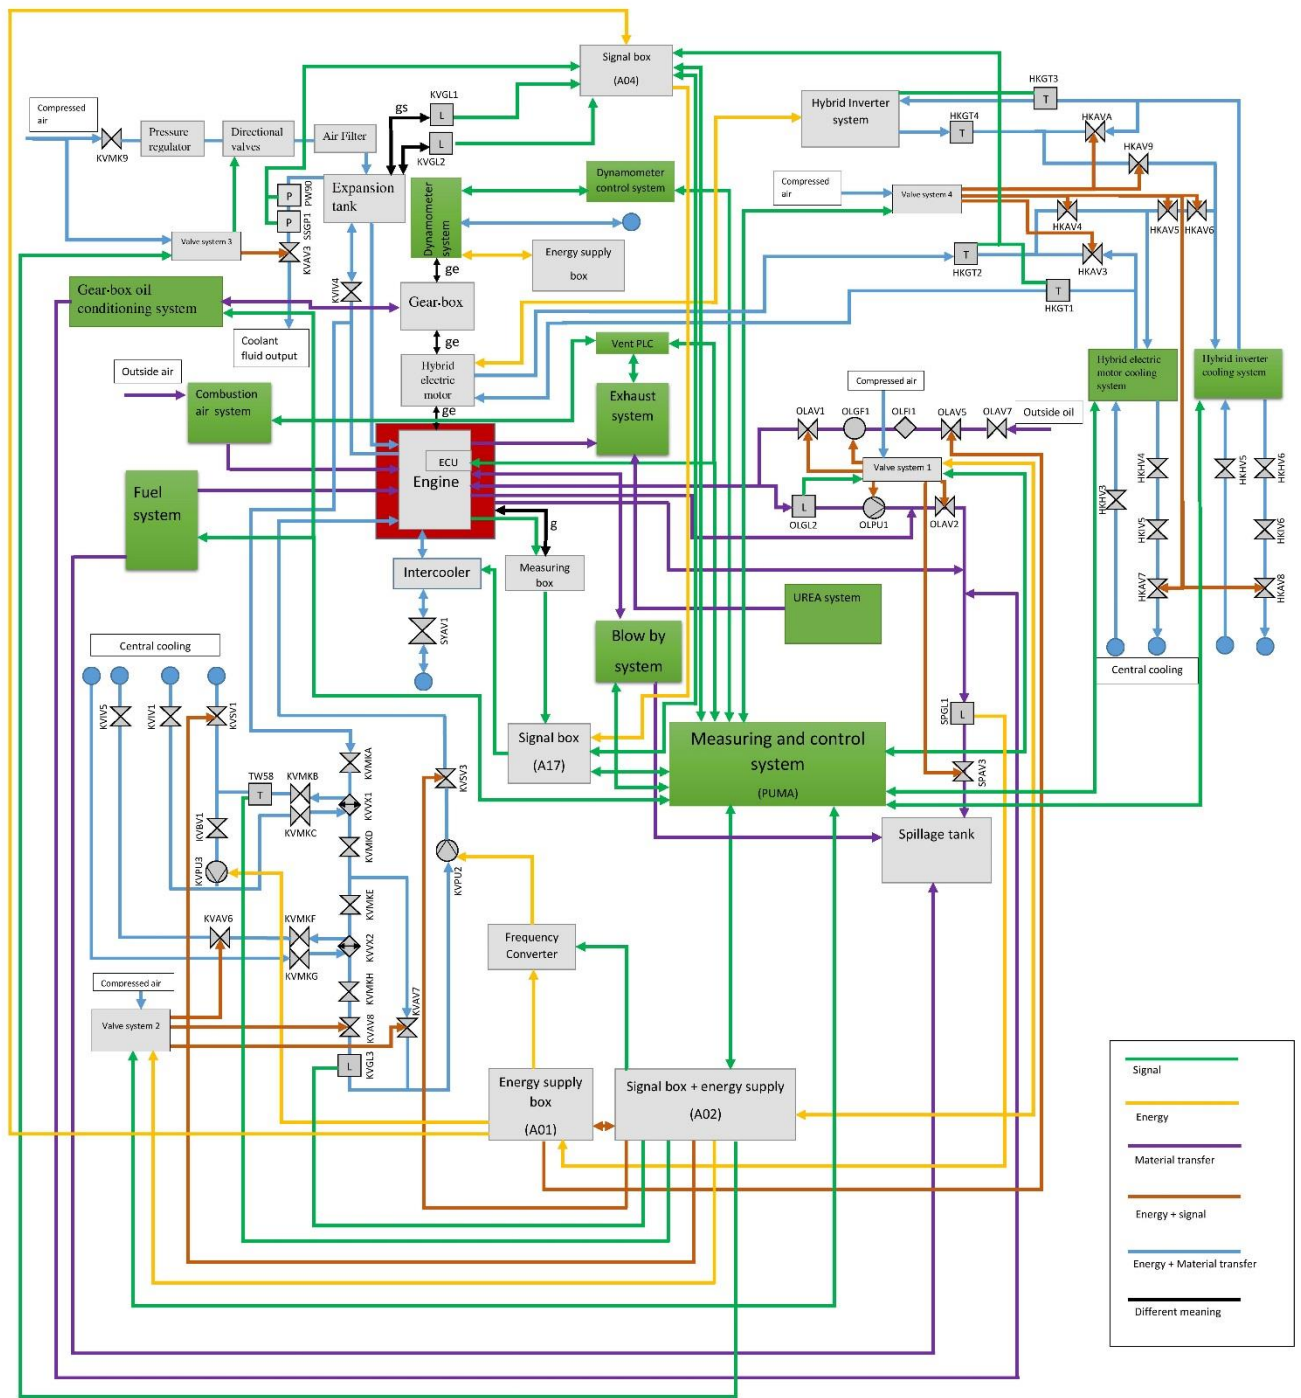 Signal box
(A04)
Compressed
air
KVMK9
Pressure
regulator
Directional
valves
Air Filter
gs
KVGL1
L
KVGL2
L
Expansion
tank
P
PW90
P
SSGP1
KVAV3
Valve system 3
Coolant
fluid output
KVIV4
Dynamometer
system
Dynamometer
control system
Energy supply
box
ge
Gear-box
ge
Hybrid
electric
motor
ge
Gear-box oil
conditioning system
Outside air
Combustion
air system
Fuel
system
ECU
Engine
g
Intercooler
Measuring
box
SYAV1
Vent PLC
Exhaust
system
Hybrid Inverter
system
HKGT3
T
HKGT4
T
HKAVA
HKAV9
Compressed
air
Valve system 4
HKAV4
HKAV5
HKAV6
HKAV3
T
HKGT2
T
HKGT1
Hybrid electric
motor cooling
system
Hybrid inverter
cooling system
HKHV3
HKHV4
HKIV5
HKAV7
HKHV5
HKHV6
HKIV6
HKAV8
Central cooling
Compressed air
OLAV1
OLGF1
OLFI1
OLAV5
OLAV7
Outside oil
Valve system 1
L
OLGL2
OLPU1
OLAV2
UREA system
Blow by
system
SPGL1
L
SPAV3
Signal box
(A17)
Measuring and control
system
(PUMA)
Spillage tank
Central cooling
KVIV5
KVIV1
KVSV1
TW58
T
KVMKB
KVMKC
KVMKA
KVVX1
KVMKD
KVBV1
KVPU3
KVSV3
KVPU2
KVMKE
KVAV6
KVMKF
KVMKG
KVVX2
KVMKH
KVAV8
KVAV7
KVGL3
L
Compressed air
Valve system 2
Frequency
Converter
Energy supply
box
(A01)
Signal box + energy supply
(A02)
Signal
Energy
Material transfer
Energy + signal
Energy + Material transfer
Different meaning